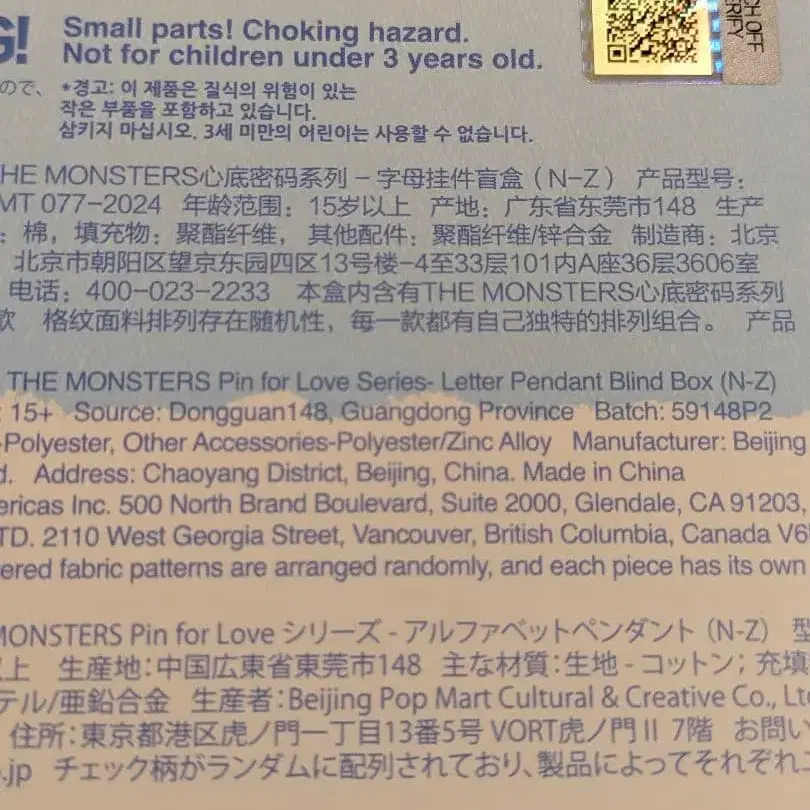 G! Small parts! Choking hazard.
Not for children under 3 years old.
ので、 *경고: 이 제품은 질식의 위험이 있는
작은 부품을 포함하고 있습니다.
삼키지 마십시오. 3세 미만의 어린이는 사용할 수 없습니다.
CH OFF
ERIFY
HE MONSTERS心底密码系列 – 字母挂件盲盒（N–Z） 产品型号：
MT 077–2024 年龄范围：15岁以上 产地：广东省东莞市148 生产
：棉，填充物：聚酯纤维，其他配件：聚酯纤维/锌合金 制造商：北京
北京市朝阳区望京东园四区13号楼–4至33层101内A座36层3606室
电话：400–023–2233 本盒内含有THE MONSTERS心底密码系列
款 格纹面料排列存在随机性，每一款都有自己独特的排列组合。 产品
THE MONSTERS Pin for Love Series- Letter Pendant Blind Box (N-Z)
: 15+ Source: Dongguan148, Guangdong Province Batch: 59148P2
-Polyester, Other Accessories-Polyester/Zinc Alloy Manufacturer: Beijing
d. Address: Chaoyang District, Beijing, China. Made in China
ericas Inc. 500 North Brand Boulevard, Suite 2000, Glendale, CA 91203,
TD. 2110 West Georgia Street, Vancouver, British Columbia, Canada V6
ered fabric patterns are arranged randomly, and each piece has its own
MONSTERS Pin for Love シリーズ - アルファベットペンダント（N-Z） 型
以上 生産地：中国広東省東莞市148 主な材質：生地 - コットン；充填
テル/亜鉛合金 生産者：Beijing Pop Mart Cultural & Creative Co., Lt
住所：東京都港区虎ノ門一丁目13番5号 VORT虎ノ門II 7階 お問い
.jp チェック柄がランダムに配列されており、製品によってそれぞれユ